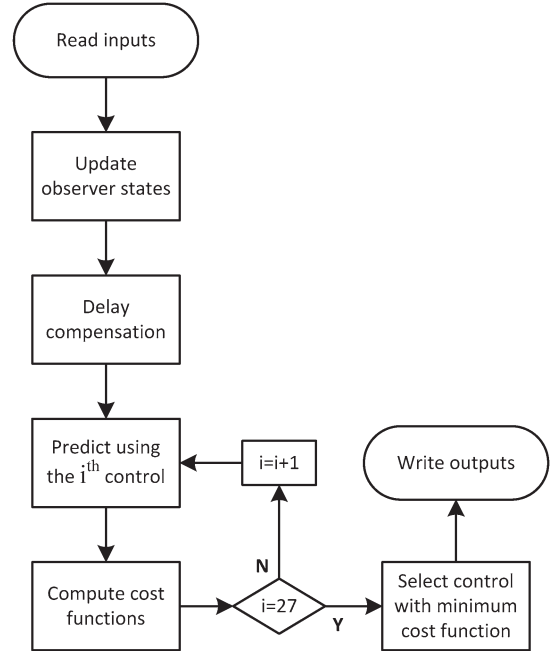 Read inputs
Update
observer states
Delay
compensation
Predict using
the iᵗʰ control
i=i+1
Write outputs
Compute cost
functions
N
i=27
Y
Select control
with minimum
cost function